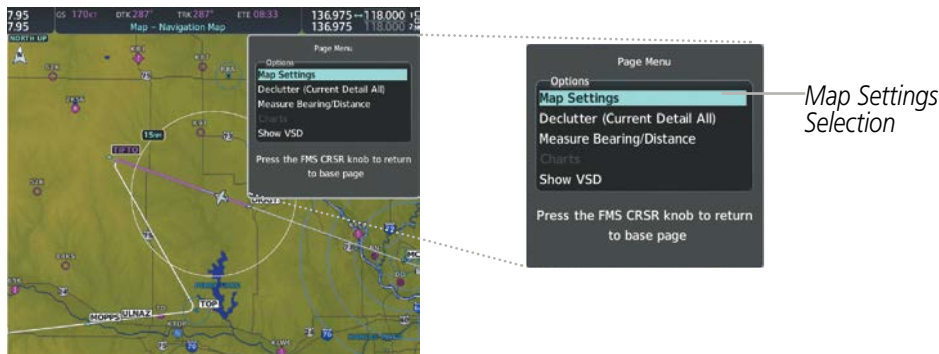 7.95 GS 170KT DTK 287° TRK 287° ETE 08:33 136.975↔118.000
7.95 Map – Navigation Map 136.975 118.000
NORTH UP
Page Menu
Options
Map Settings
Declutter (Current Detail All)
Measure Bearing/Distance
Charts
Show VSD
Press the FMS CRSR knob to return
to base page
15NM
TIFTO
TOP
MOPPS
ULNAZ
KTOP
Page Menu
Options
Map Settings
Declutter (Current Detail All)
Measure Bearing/Distance
Charts
Show VSD
Press the FMS CRSR knob to return
to base page
Map Settings
Selection